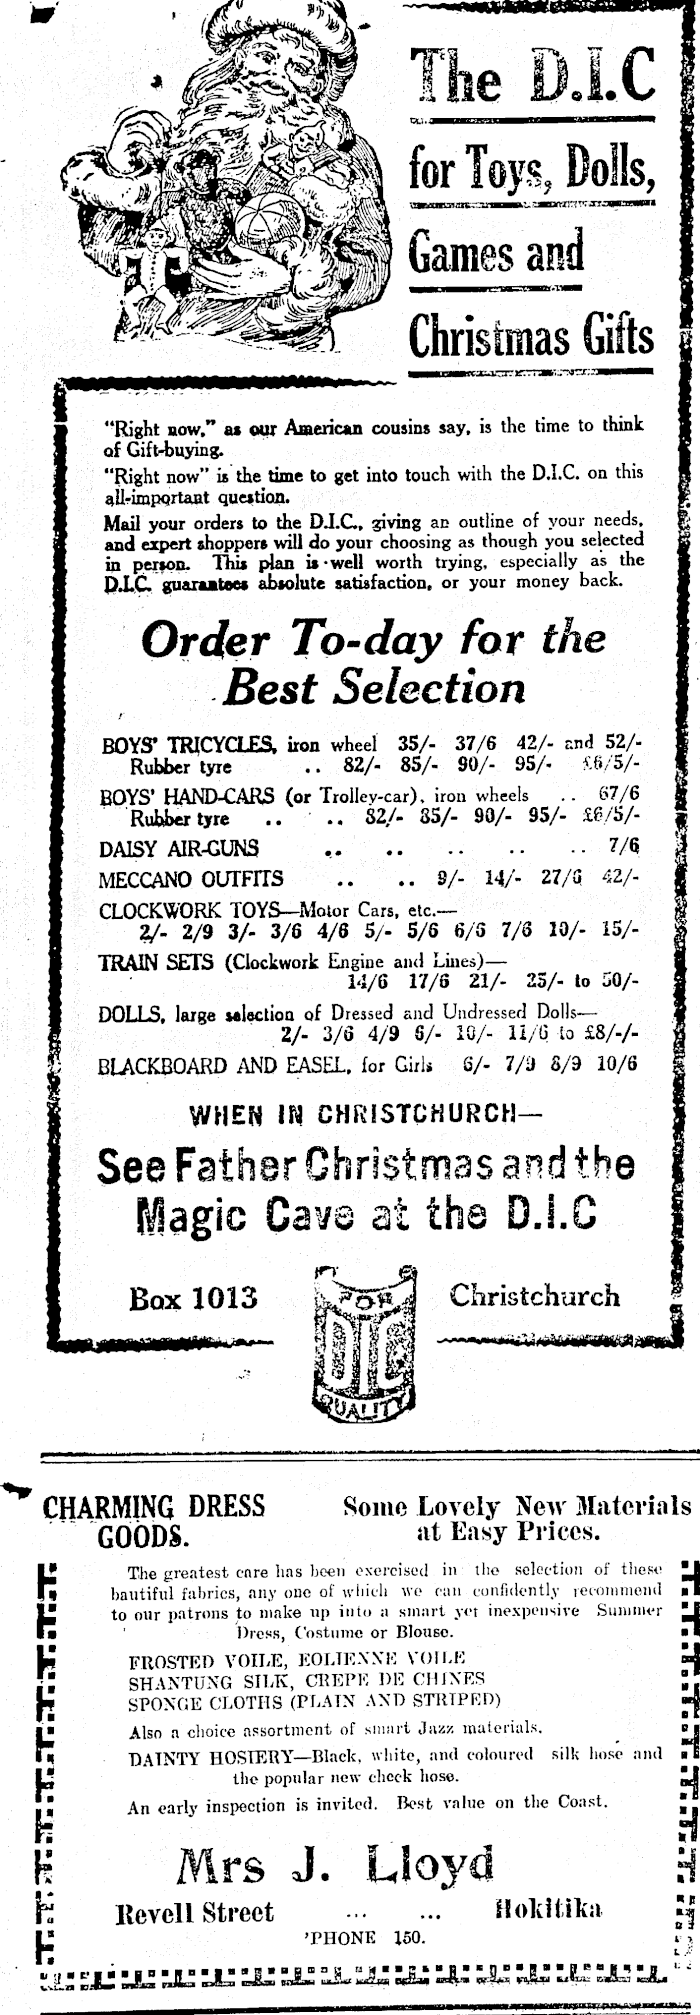 The D.I.C
for Toys, Dolls,
Games and
Christmas Gifts
"Right now," as our American cousins say, is the time to think
of Gift-buying.
"Right now" is the time to get into touch with the D.I.C. on this
all-important question.
Mail your orders to the D.I.C., giving an outline of your needs,
and expert shoppers will do your choosing as though you selected
in person. This plan is well worth trying, especially as the
D.I.C. guarantees absolute satisfaction, or your money back.
Order To-day for the
Best Selection
BOYS' TRICYCLES, iron wheel 35/- 37/6 42/- and 52/-
Rubber tyre .. 82/- 85/- 90/- 95/- £6/5/-
BOYS' HAND-CARS (or Trolley-car), iron wheels .. 67/6
Rubber tyre .. .. 82/- 85/- 90/- 95/- £6/5/-
DAISY AIR-GUNS .. .. .. .. .. 7/6
MECCANO OUTFITS .. .. 9/- 14/- 27/6 42/-
CLOCKWORK TOYS—Motor Cars, etc.—
2/- 2/9 3/- 3/6 4/6 5/- 5/6 6/6 7/6 10/- 15/-
TRAIN SETS (Clockwork Engine and Lines)—
14/6 17/6 21/- 25/- to 50/-
DOLLS, large selection of Dressed and Undressed Dolls—
2/- 3/6 4/9 6/- 10/- 11/6 to £8/-/-
BLACKBOARD AND EASEL, for Girls 6/- 7/9 8/9 10/6
WHEN IN CHRISTCHURCH—
See Father Christmas and the
Magic Cave at the D.I.C
Box 1013 Christchurch
FOR
DIC
QUALITY
CHARMING DRESS
GOODS.
Some Lovely New Materials
at Easy Prices.
The greatest care has been exercised in the selection of these
bautiful fabrics, any one of which we can confidently recommend
to our patrons to make up into a smart yet inexpensive Summer
Dress, Costume or Blouse.
FROSTED VOILE, EOLIENNE VOILE
SHANTUNG SILK, CREPE DE CHINES
SPONGE CLOTHS (PLAIN AND STRIPED)
Also a choice assortment of smart Jazz materials.
DAINTY HOSIERY—Black, white, and coloured silk hose and
the popular new check hose.
An early inspection is invited. Best value on the Coast.
Mrs J. Lloyd
Revell Street ... ... Hokitika
'PHONE 150.